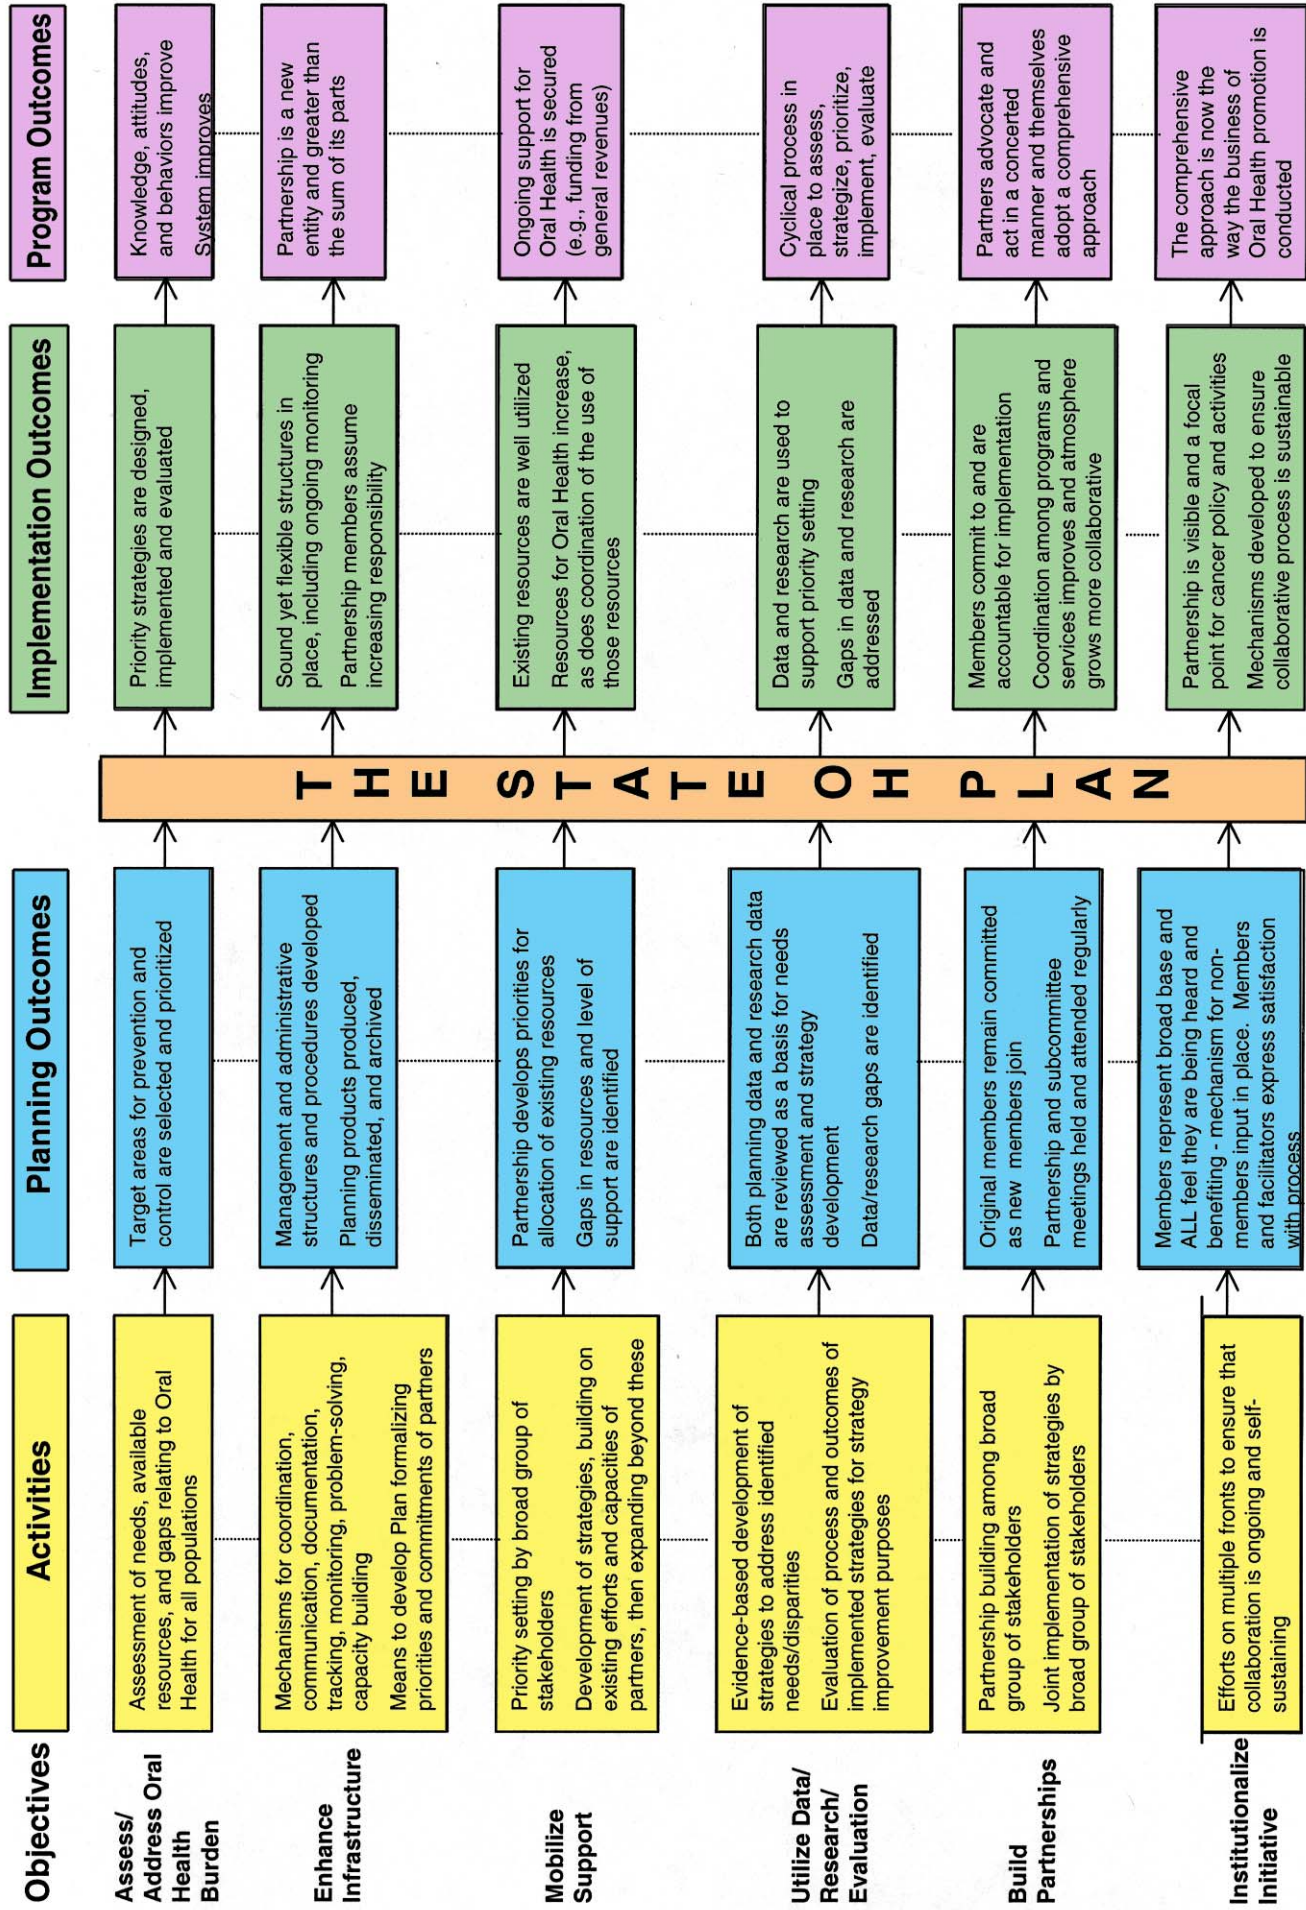 Objectives
Activities
Planning Outcomes
Implementation Outcomes
Program Outcomes
Assess/
Address Oral
Health
Burden
Assessment of needs, available
resources, and gaps relating to Oral
Health for all populations
Target areas for prevention and
control are selected and prioritized
Priority strategies are designed,
implemented and evaluated
Knowledge, attitudes,
and behaviors improve
System improves
Enhance
Infrastructure
Mechanisms for coordination,
communication, documentation,
tracking, monitoring, problem-solving,
capacity building
Means to develop Plan formalizing
priorities and commitments of partners
Management and administrative
structures and procedures developed
Planning products produced,
disseminated, and archived
Sound yet flexible structures in
place, including ongoing monitoring
Partnership members assume
increasing responsibility
Partnership is a new
entity and greater than
the sum of its parts
Mobilize
Support
Priority setting by broad group of
stakeholders
Development of strategies, building on
existing efforts and capacities of
partners, then expanding beyond these
Partnership develops priorities for
allocation of existing resources
Gaps in resources and level of
support are identified
Existing resources are well utilized
Resources for Oral Health increase,
as does coordination of the use of
those resources
Ongoing support for
Oral Health is secured
(e.g., funding from
general revenues)
Utilize Data/
Research/
Evaluation
Evidence-based development of
strategies to address identified
needs/disparities
Evaluation of process and outcomes of
implemented strategies for strategy
improvement purposes
Both planning data and research data
are reviewed as a basis for needs
assessment and strategy
development
Data/research gaps are identified
Data and research are used to
support priority setting
Gaps in data and research are
addressed
Cyclical process in
place to assess,
strategize, prioritize,
implement, evaluate
Build
Partnerships
Partnership building among broad
group of stakeholders
Joint implementation of strategies by
broad group of stakeholders
Original members remain committed
as new members join
Partnership and subcommittee
meetings held and attended regularly
Members commit to and are
accountable for implementation
Coordination among programs and
services improves and atmosphere
grows more collaborative
Partners advocate and
act in a concerted
manner and themselves
adopt a comprehensive
approach
Institutionalize
Initiative
Efforts on multiple fronts to ensure that
collaboration is ongoing and self-
sustaining
Members represent broad base and
ALL feel they are being heard and
benefiting - mechanism for non-
members input in place. Members
and facilitators express satisfaction
with process
Partnership is visible and a focal
point for cancer policy and activities
Mechanisms developed to ensure
collaborative process is sustainable
The comprehensive
approach is now the
way the business of
Oral Health promotion is
conducted
THE STATE OH PLAN